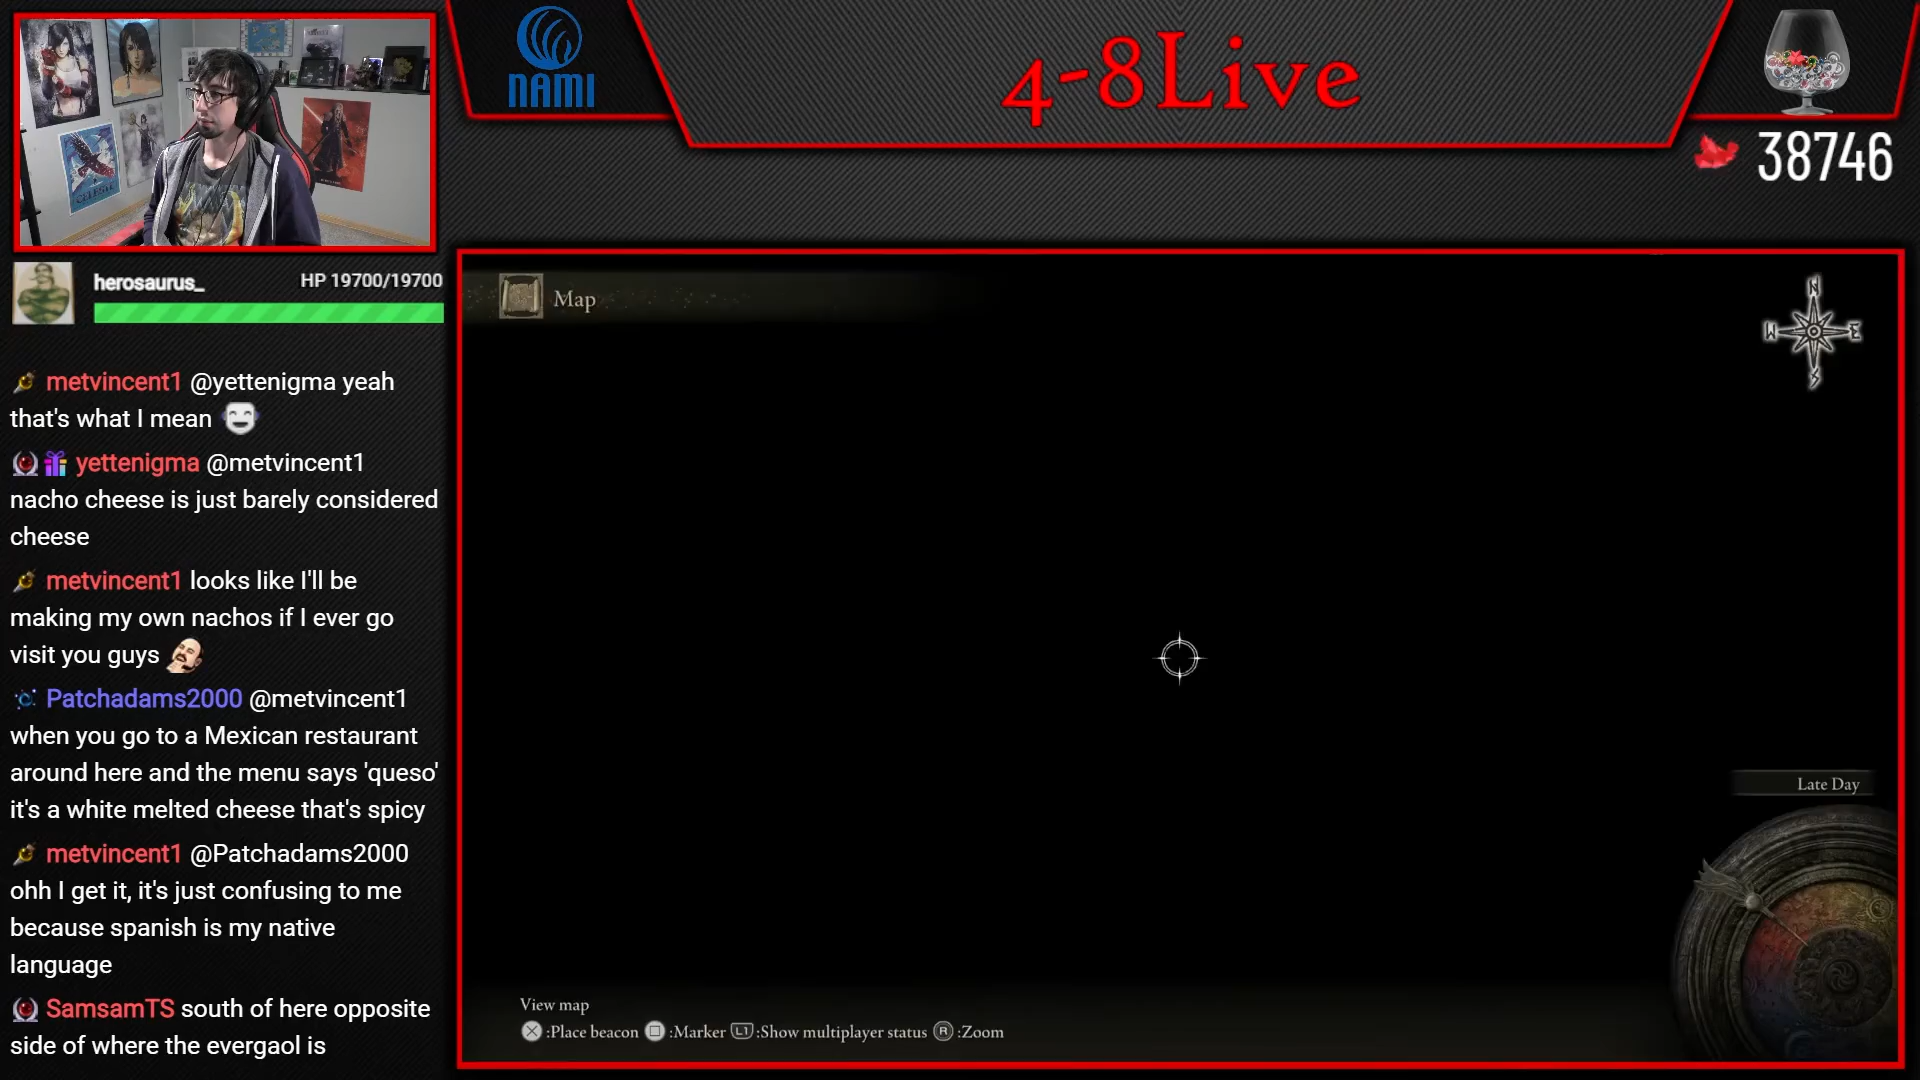 NAMI
4-8Live
38746
CELESTE
herosaurus_ HP 19700/19700
metvincent1 @yettenigma yeah
that's what I mean
yettenigma @metvincent1
nacho cheese is just barely considered
cheese
metvincent1 looks like I'll be
making my own nachos if I ever go
visit you guys
Patchadams2000 @metvincent1
when you go to a Mexican restaurant
around here and the menu says 'queso'
it's a white melted cheese that's spicy
metvincent1 @Patchadams2000
ohh I get it, it's just confusing to me
because spanish is my native
language
SamsamTS south of here opposite
side of where the evergaol is
Map
N
W E
S
Late Day
View map
:Place beacon :Marker L1:Show multiplayer status R:Zoom